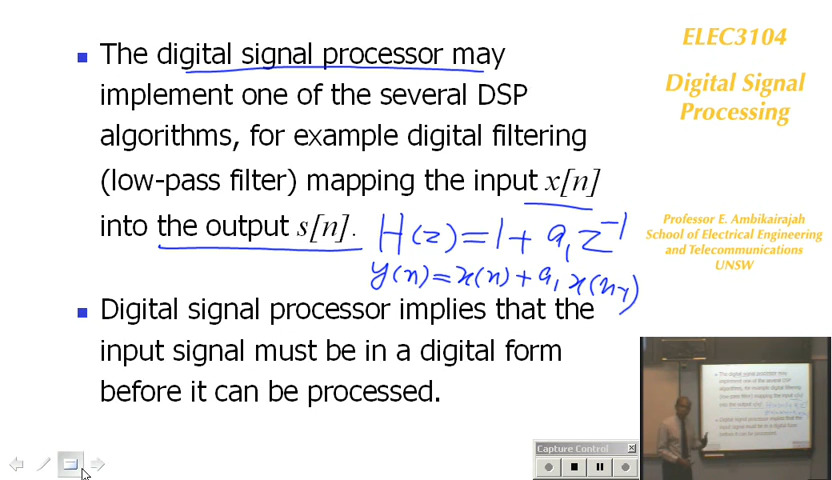 The digital signal processor may
implement one of the several DSP
algorithms, for example digital filtering
(low-pass filter) mapping the input x[n]
into the output s[n].
H(z)=1+a₁z⁻¹
y(n)=x(n)+a₁x(n-1)
Digital signal processor implies that the
input signal must be in a digital form
before it can be processed.
ELEC3104
Digital Signal
Processing
Professor E. Ambikairajah
School of Electrical Engineering
and Telecommunications
UNSW
Capture Control